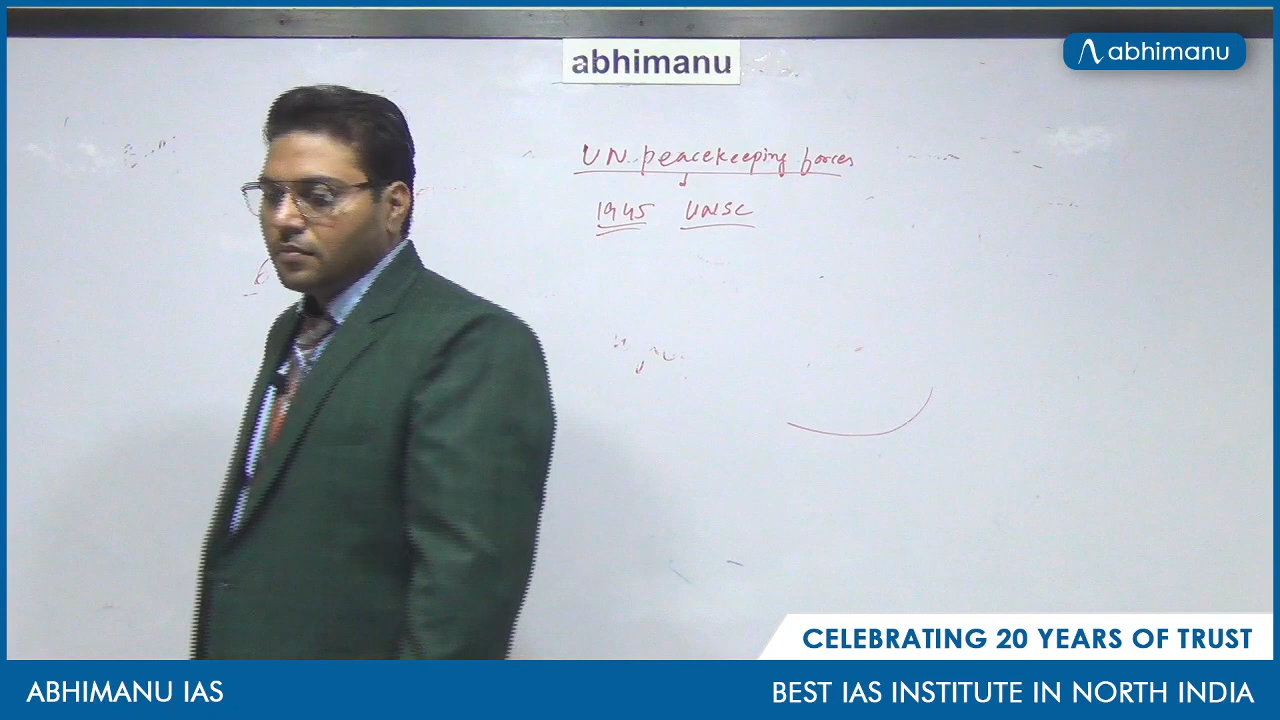 abhimanu
abhimanu
UN peacekeeping forces
1945 UNSC
CELEBRATING 20 YEARS OF TRUST
ABHIMANU IAS
BEST IAS INSTITUTE IN NORTH INDIA